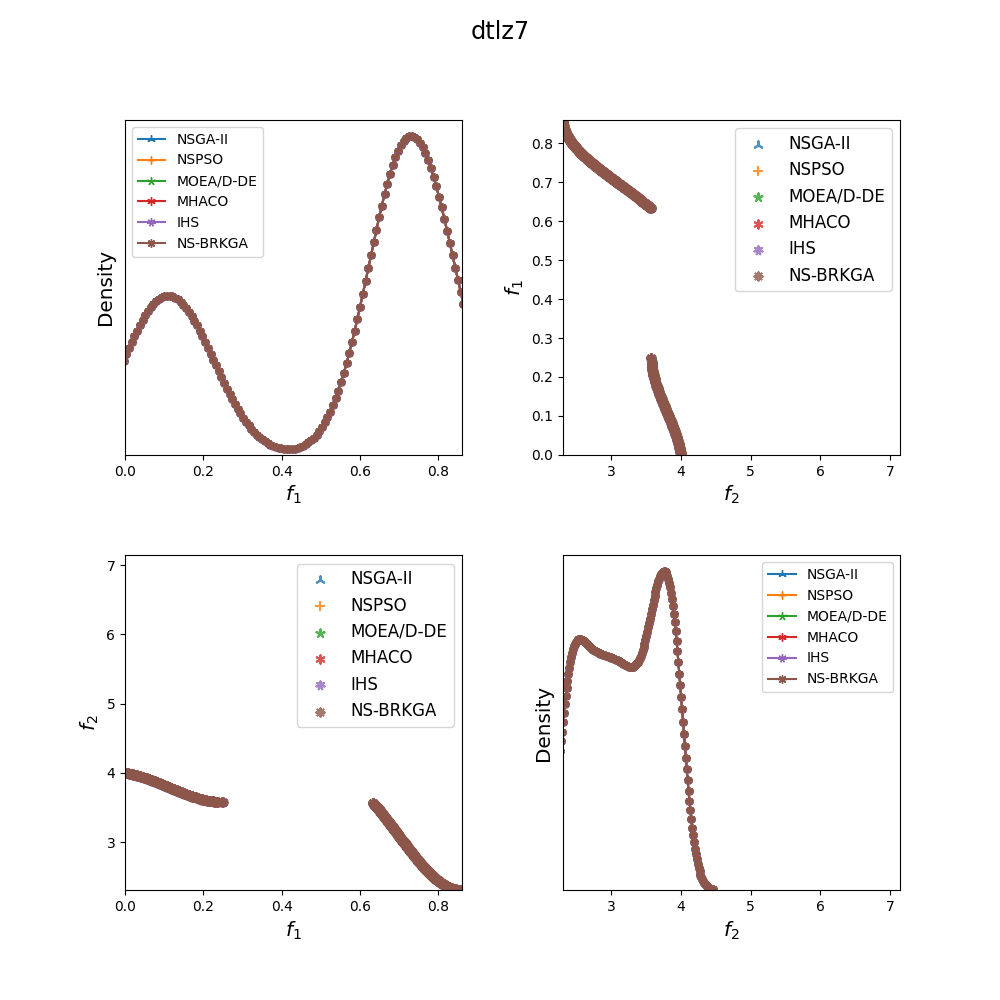 dtlz7
NSGA-II
NSPSO
MOEA/D-DE
MHACO
IHS
NS-BRKGA
Density
0.0 0.2 0.4 0.6 0.8
f1
NSGA-II
NSPSO
MOEA/D-DE
MHACO
IHS
NS-BRKGA
f1
0.8
0.7
0.6
0.5
0.4
0.3
0.2
0.1
0.0
3 4 5 6 7
f2
NSGA-II
NSPSO
MOEA/D-DE
MHACO
IHS
NS-BRKGA
f2
7
6
5
4
3
0.0 0.2 0.4 0.6 0.8
f1
NSGA-II
NSPSO
MOEA/D-DE
MHACO
IHS
NS-BRKGA
Density
3 4 5 6 7
f2